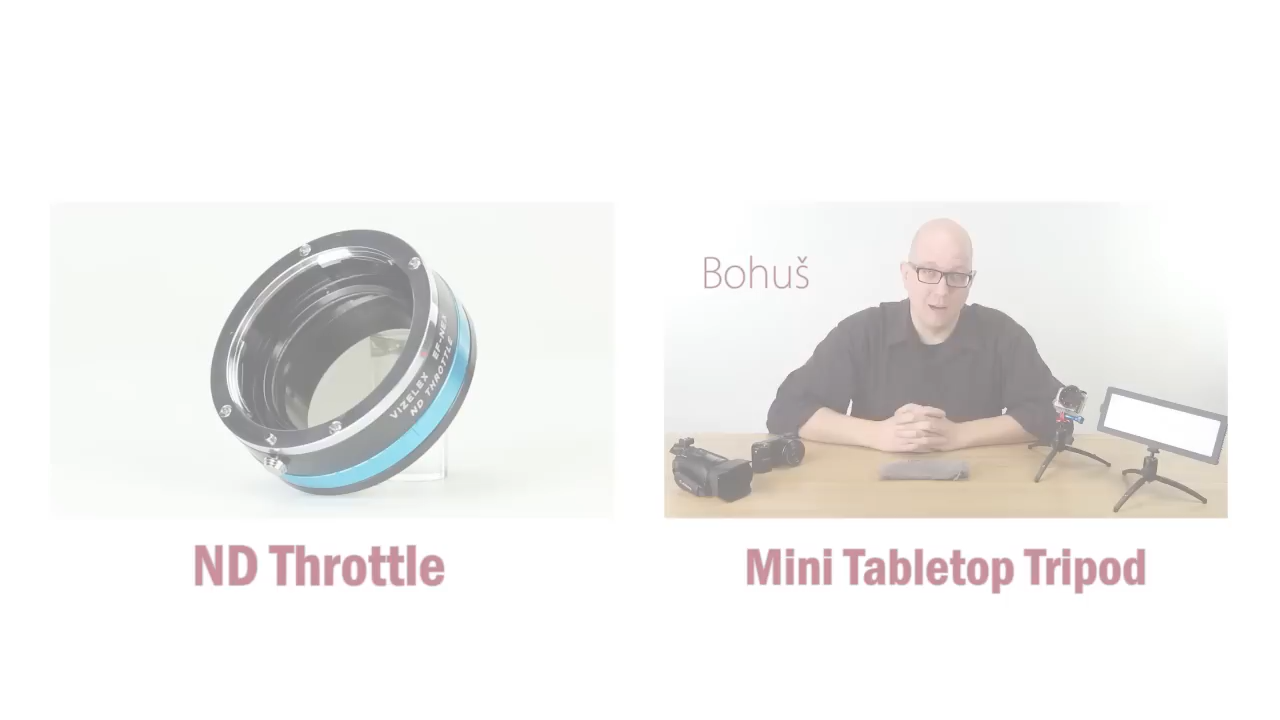 Bohuš
VIZELEX EF-NEX
ND THROTTLE
ND Throttle
Mini Tabletop Tripod